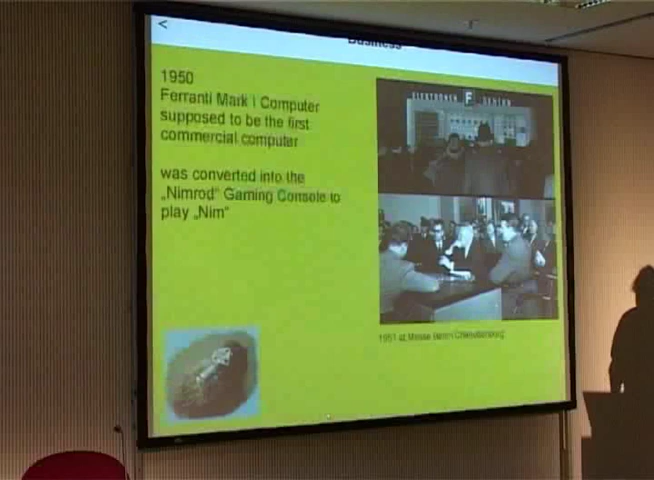 <
Business
1950
Ferranti Mark I Computer
supposed to be the first
commercial computer
was converted into the
„Nimrod“ Gaming Console to
play „Nim“
F
1951 at Messe Berlin Charlottenburg